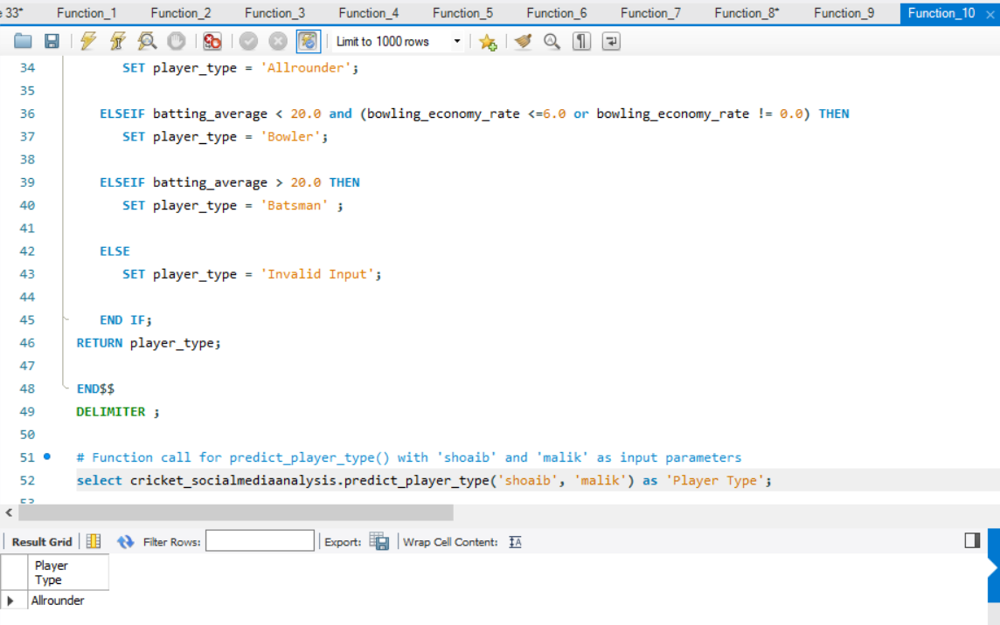 e 33* Function_1 Function_2 Function_3 Function_4 Function_5 Function_6 Function_7 Function_8* Function_9 Function_10
Limit to 1000 rows
34 SET player_type = 'Allrounder';
35
36 ELSEIF batting_average < 20.0 and (bowling_economy_rate <=6.0 or bowling_economy_rate != 0.0) THEN
37 SET player_type = 'Bowler';
38
39 ELSEIF batting_average > 20.0 THEN
40 SET player_type = 'Batsman' ;
41
42 ELSE
43 SET player_type = 'Invalid Input';
44
45 END IF;
46 RETURN player_type;
47
48 END$$
49 DELIMITER ;
50
51 # Function call for predict_player_type() with 'shoaib' and 'malik' as input parameters
52 select cricket_socialmediaanalysis.predict_player_type('shoaib', 'malik') as 'Player Type';
53
Result Grid Filter Rows: Export: Wrap Cell Content:
Player
Type
Allrounder